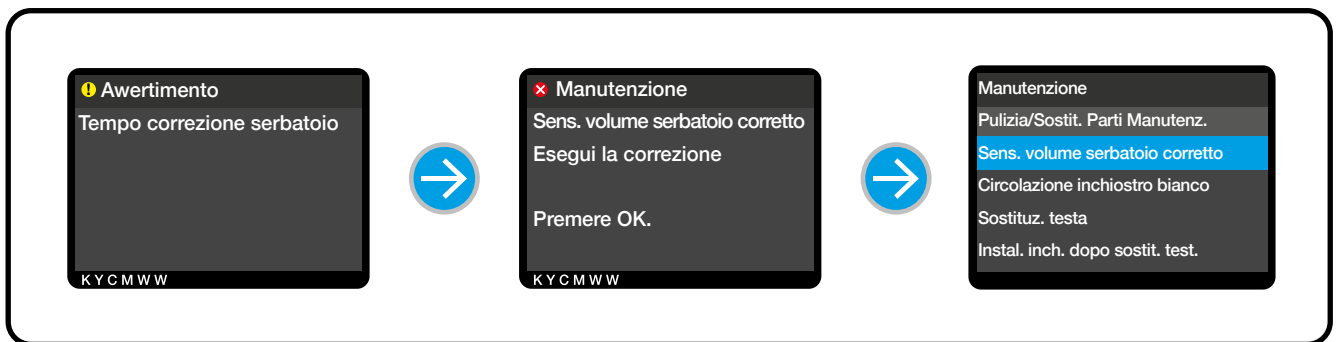 Awertimento
Tempo correzione serbatoio
K Y C M W W
Manutenzione
Sens. volume serbatoio corretto
Esegui la correzione
Premere OK.
K Y C M W W
Manutenzione
Pulizia/Sostit. Parti Manutenz.
Sens. volume serbatoio corretto
Circolazione inchiostro bianco
Sostituz. testa
Instal. inch. dopo sostit. test.